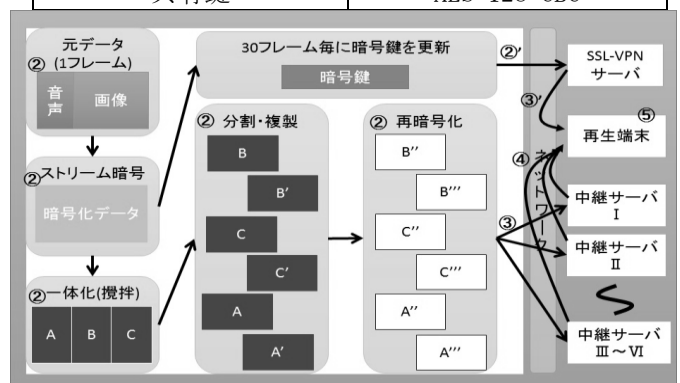 AES-128-CBC
元データ
②(1フレーム)
音声
画像
②ストリーム暗号
暗号化データ
②一体化(攪拌)
A
B
C
30フレーム毎に暗号鍵を更新
暗号鍵
②分割・複製
B
B'
C
C'
A
A'
②再暗号化
B''
B'''
C''
C'''
A''
A'''
②'
③'
③
④
ネットワーク
SSL-VPN
サーバ
⑤
再生端末
中継サーバ
Ⅰ
中継サーバ
Ⅱ
中継サーバ
Ⅲ～Ⅵ